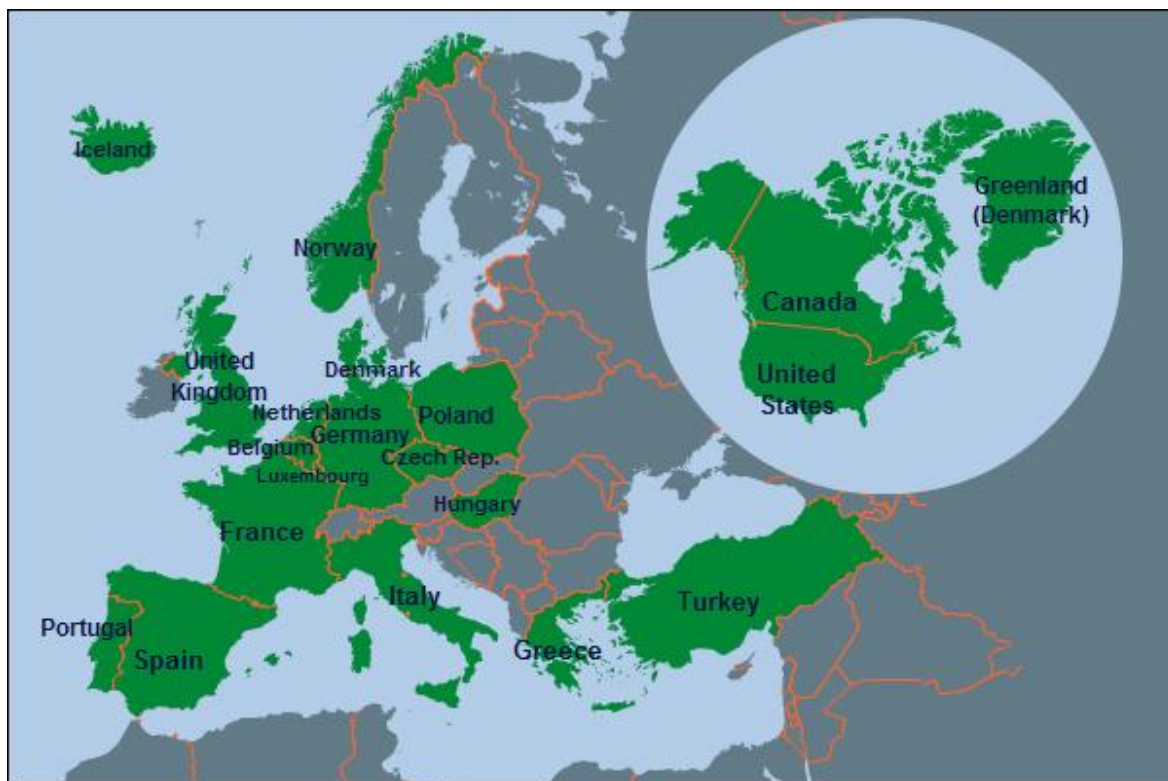 Iceland
Greenland
(Denmark)
Norway
Canada
United
Kingdom
Denmark
United
States
Netherlands
Poland
Germany
Belgium
Czech Rep.
Luxembourg
Hungary
France
Italy
Turkey
Portugal
Spain
Greece